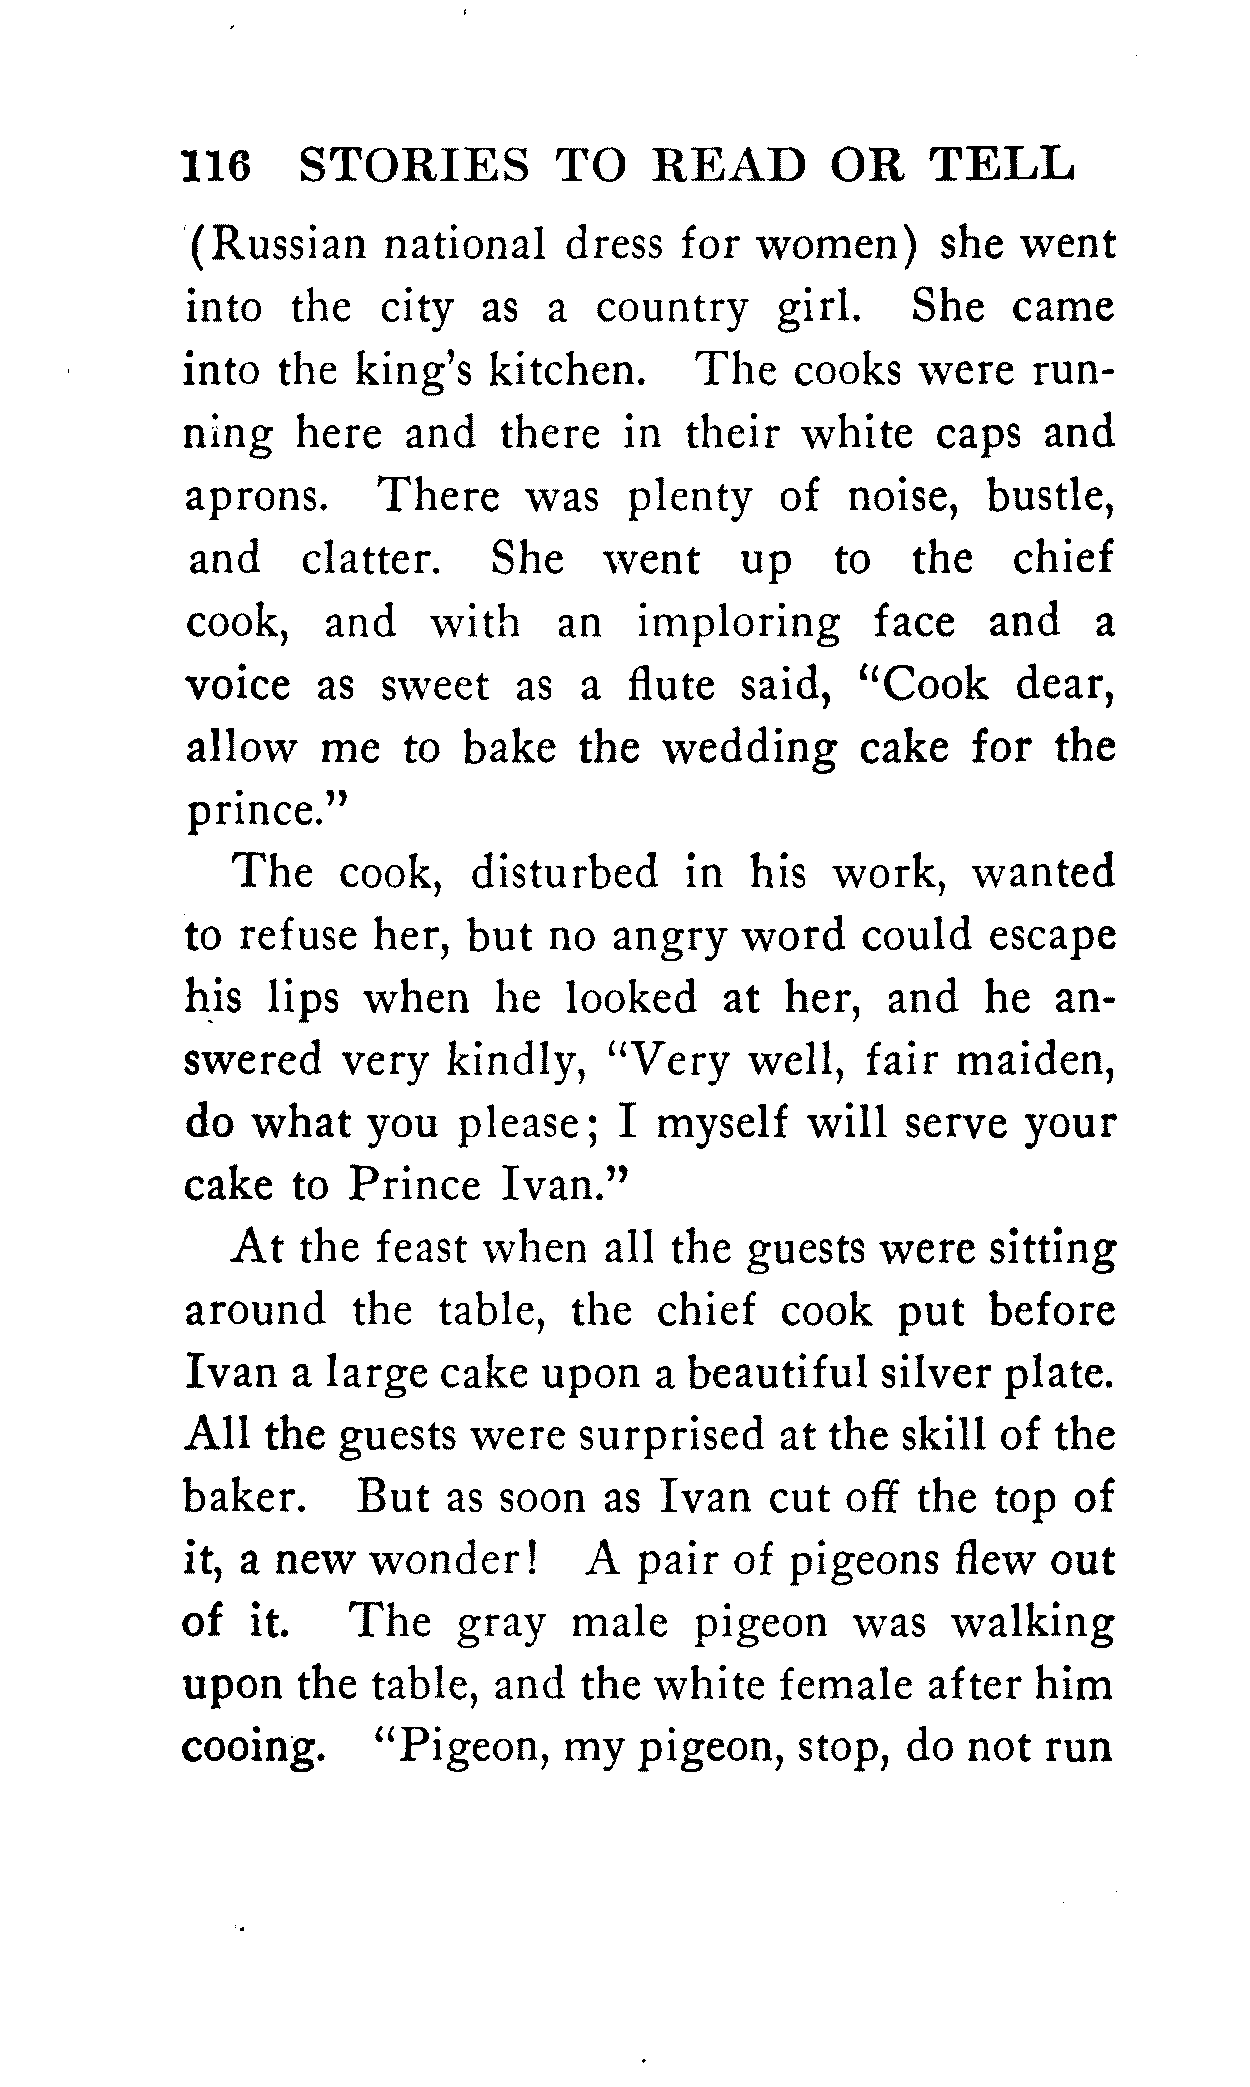 116 STORIES TO READ OR TELL
(Russian national dress for women) she went
into the city as a country girl. She came
into the king's kitchen. The cooks were run-
ning here and there in their white caps and
aprons. There was plenty of noise, bustle,
and clatter. She went up to the chief
cook, and with an imploring face and a
voice as sweet as a flute said, "Cook dear,
allow me to bake the wedding cake for the
prince."
The cook, disturbed in his work, wanted
to refuse her, but no angry word could escape
his lips when he looked at her, and he an-
swered very kindly, "Very well, fair maiden,
do what you please; I myself will serve your
cake to Prince Ivan."
At the feast when all the guests were sitting
around the table, the chief cook put before
Ivan a large cake upon a beautiful silver plate.
All the guests were surprised at the skill of the
baker. But as soon as Ivan cut off the top of
it, a new wonder! A pair of pigeons flew out
of it. The gray male pigeon was walking
upon the table, and the white female after him
cooing. "Pigeon, my pigeon, stop, do not run